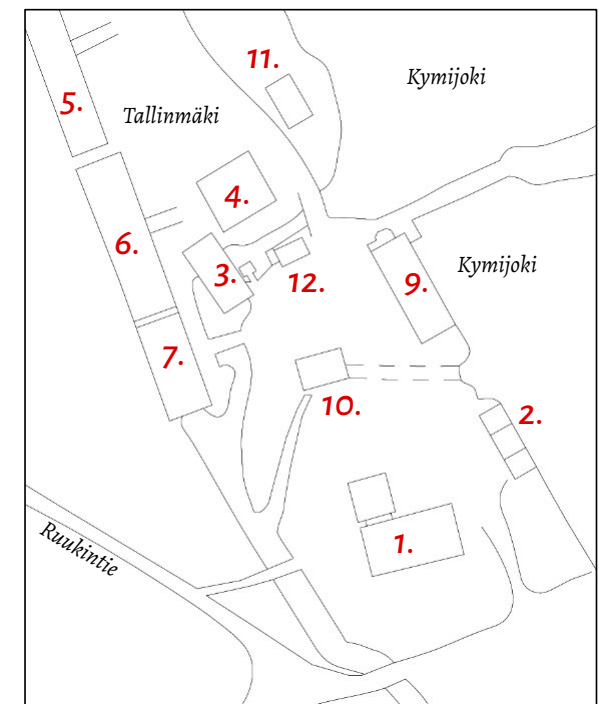 11.
Kymijoki
5.
Tallinmäki
4.
6.
3.
12.
9.
Kymijoki
7.
10.
2.
1.
Ruukintie